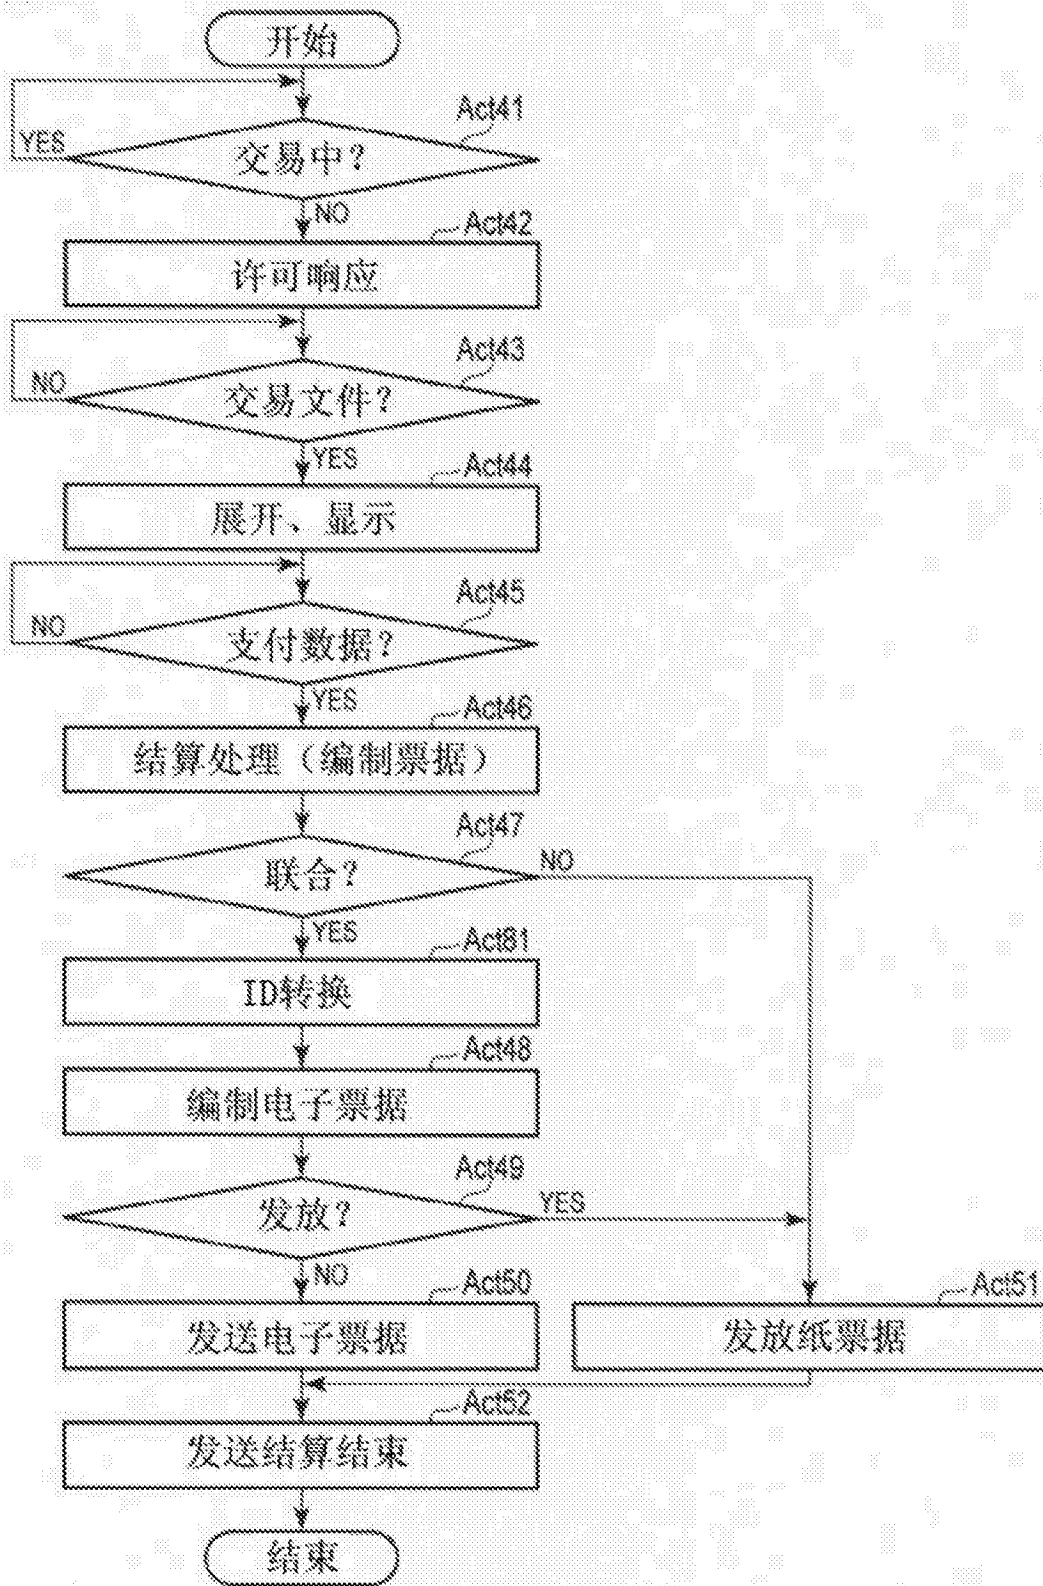 开始
Act41
YES
交易中?
NO
Act42
许可响应
Act43
NO
交易文件?
YES
Act44
展开、显示
Act45
NO
支付数据?
YES
Act46
结算处理（编制票据）
Act47
联合?
NO
YES
Act81
ID转换
Act48
编制电子票据
Act49
发放?
YES
NO
Act50
Act51
发送电子票据
发放纸票据
Act52
发送结算结束
结束